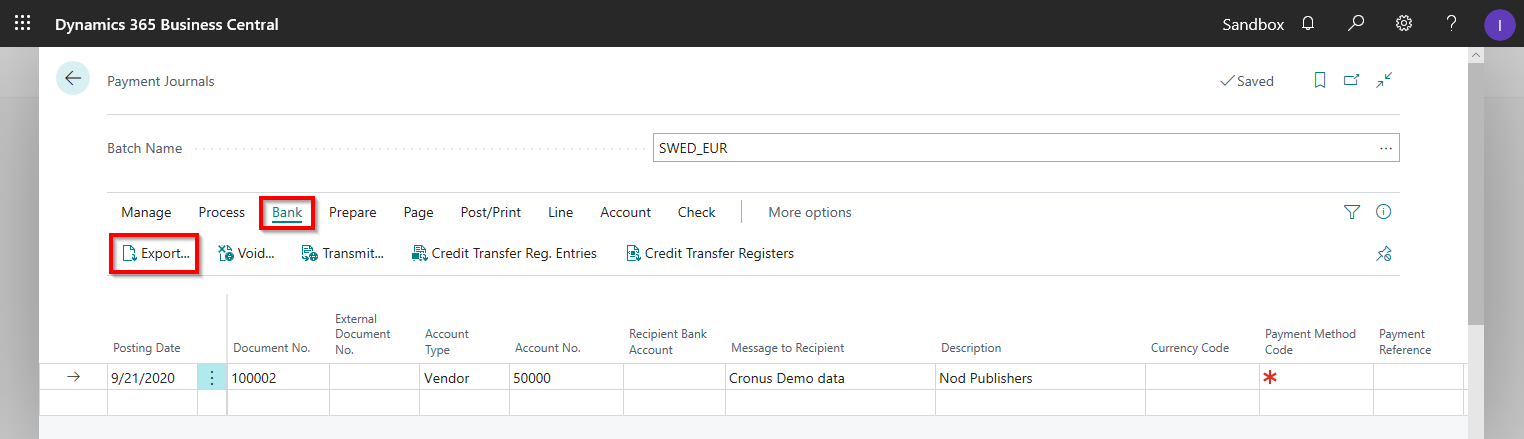 Dynamics 365 Business Central
Sandbox
?
I
Payment Journals
Saved
Batch Name
SWED_EUR
...
Manage Process Bank Prepare Page Post/Print Line Account Check More options
Export... Void... Transmit... Credit Transfer Reg. Entries Credit Transfer Registers
Posting Date
Document No.
External
Document
No.
Account
Type
Account No.
Recipient Bank
Account
Message to Recipient
Description
Currency Code
Payment Method
Code
Payment
Reference
9/21/2020 100002 Vendor 50000 Cronus Demo data Nod Publishers *